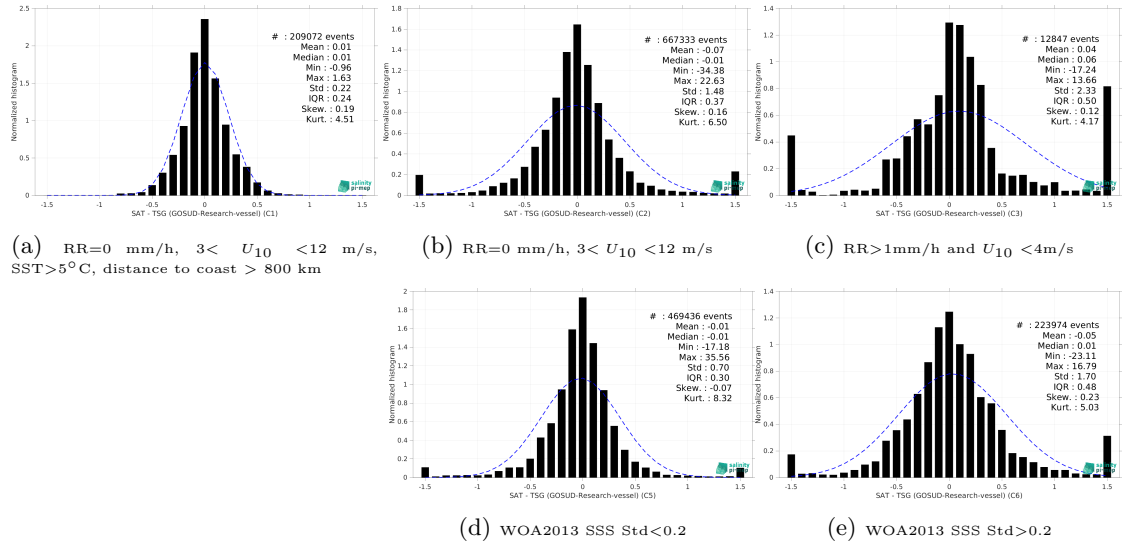 2.5
2
1.5
1
0.5
0
Normalized histogram
# : 209072 events
Mean : 0.01
Median : 0.01
Min : -0.96
Max : 1.63
Std : 0.22
IQR : 0.24
Skew. : 0.19
Kurt. : 4.51
salinity
pi-mep
-1.5 -1 -0.5 0 0.5 1 1.5
SAT - TSG (GOSUD-Research-vessel) (C1)
(a) RR=0 mm/h, 3< U10 <12 m/s,
SST>5°C, distance to coast > 800 km
1.8
1.6
1.4
1.2
1
0.8
0.6
0.4
0.2
0
Normalized histogram
# : 667333 events
Mean : -0.07
Median : -0.01
Min : -34.38
Max : 22.63
Std : 1.48
IQR : 0.37
Skew. : 0.16
Kurt. : 6.50
salinity
pi-mep
-1.5 -1 -0.5 0 0.5 1 1.5
SAT - TSG (GOSUD-Research-vessel) (C2)
(b) RR=0 mm/h, 3< U10 <12 m/s
1.4
1.2
1
0.8
0.6
0.4
0.2
0
Normalized histogram
# : 12847 events
Mean : 0.04
Median : 0.06
Min : -17.24
Max : 13.66
Std : 2.33
IQR : 0.50
Skew. : 0.12
Kurt. : 4.17
salinity
pi-mep
-1.5 -1 -0.5 0 0.5 1 1.5
SAT - TSG (GOSUD-Research-vessel) (C3)
(c) RR>1mm/h and U10 <4m/s
2
1.8
1.6
1.4
1.2
1
0.8
0.6
0.4
0.2
0
Normalized histogram
# : 469436 events
Mean : -0.01
Median : -0.01
Min : -17.18
Max : 35.56
Std : 0.70
IQR : 0.30
Skew. : -0.07
Kurt. : 8.32
salinity
pi-mep
-1.5 -1 -0.5 0 0.5 1 1.5
SAT - TSG (GOSUD-Research-vessel) (C5)
(d) WOA2013 SSS Std<0.2
1.4
1.2
1
0.8
0.6
0.4
0.2
0
Normalized histogram
# : 223974 events
Mean : -0.05
Median : 0.01
Min : -23.11
Max : 16.79
Std : 1.70
IQR : 0.48
Skew. : 0.23
Kurt. : 5.03
salinity
pi-mep
-1.5 -1 -0.5 0 0.5 1 1.5
SAT - TSG (GOSUD-Research-vessel) (C6)
(e) WOA2013 SSS Std>0.2